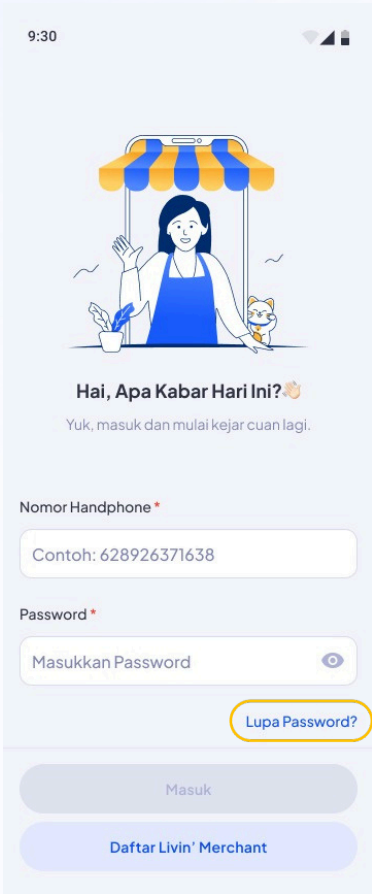 9:30
Hai, Apa Kabar Hari Ini?👋🏻
Yuk, masuk dan mulai kejar cuan lagi.
Nomor Handphone *
Contoh: 628926371638
Password *
Masukkan Password
Lupa Password?
Masuk
Daftar Livin' Merchant